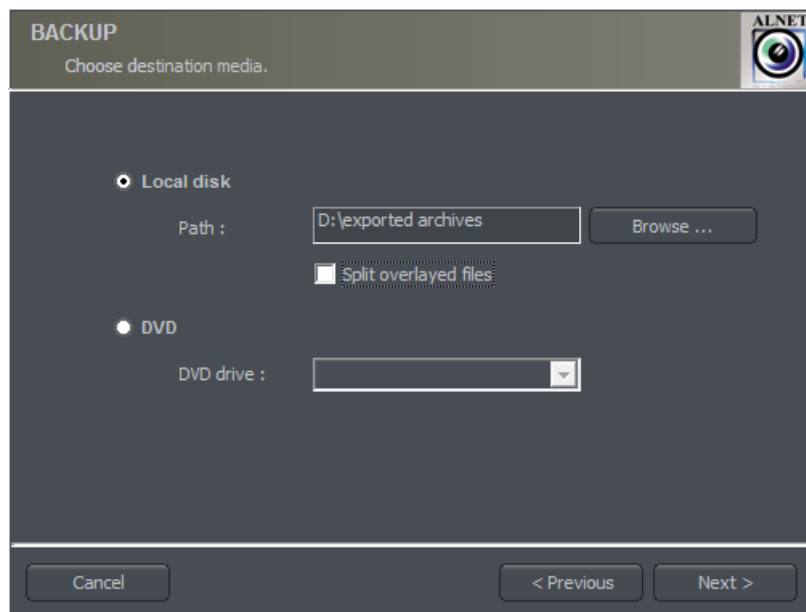 BACKUP
Choose destination media.
ALNET
Local disk
Path :
D:\exported archives
Browse ...
Split overlayed files
DVD
DVD drive :
Cancel
< Previous
Next >